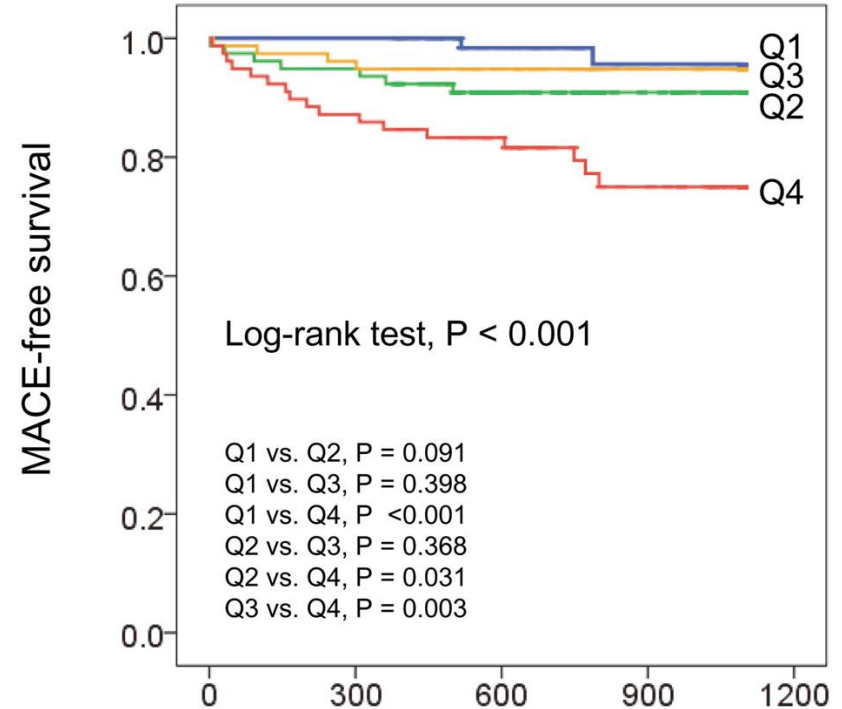 MACE-free survival
1.0
0.8
0.6
0.4
0.2
0.0
Q1
Q3
Q2
Q4
Log-rank test, P < 0.001
Q1 vs. Q2, P = 0.091
Q1 vs. Q3, P = 0.398
Q1 vs. Q4, P <0.001
Q2 vs. Q3, P = 0.368
Q2 vs. Q4, P = 0.031
Q3 vs. Q4, P = 0.003
0 300 600 900 1200